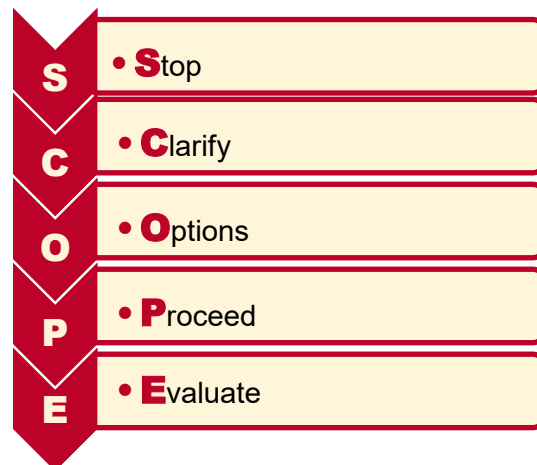 S • Stop
C • Clarify
O • Options
P • Proceed
E • Evaluate